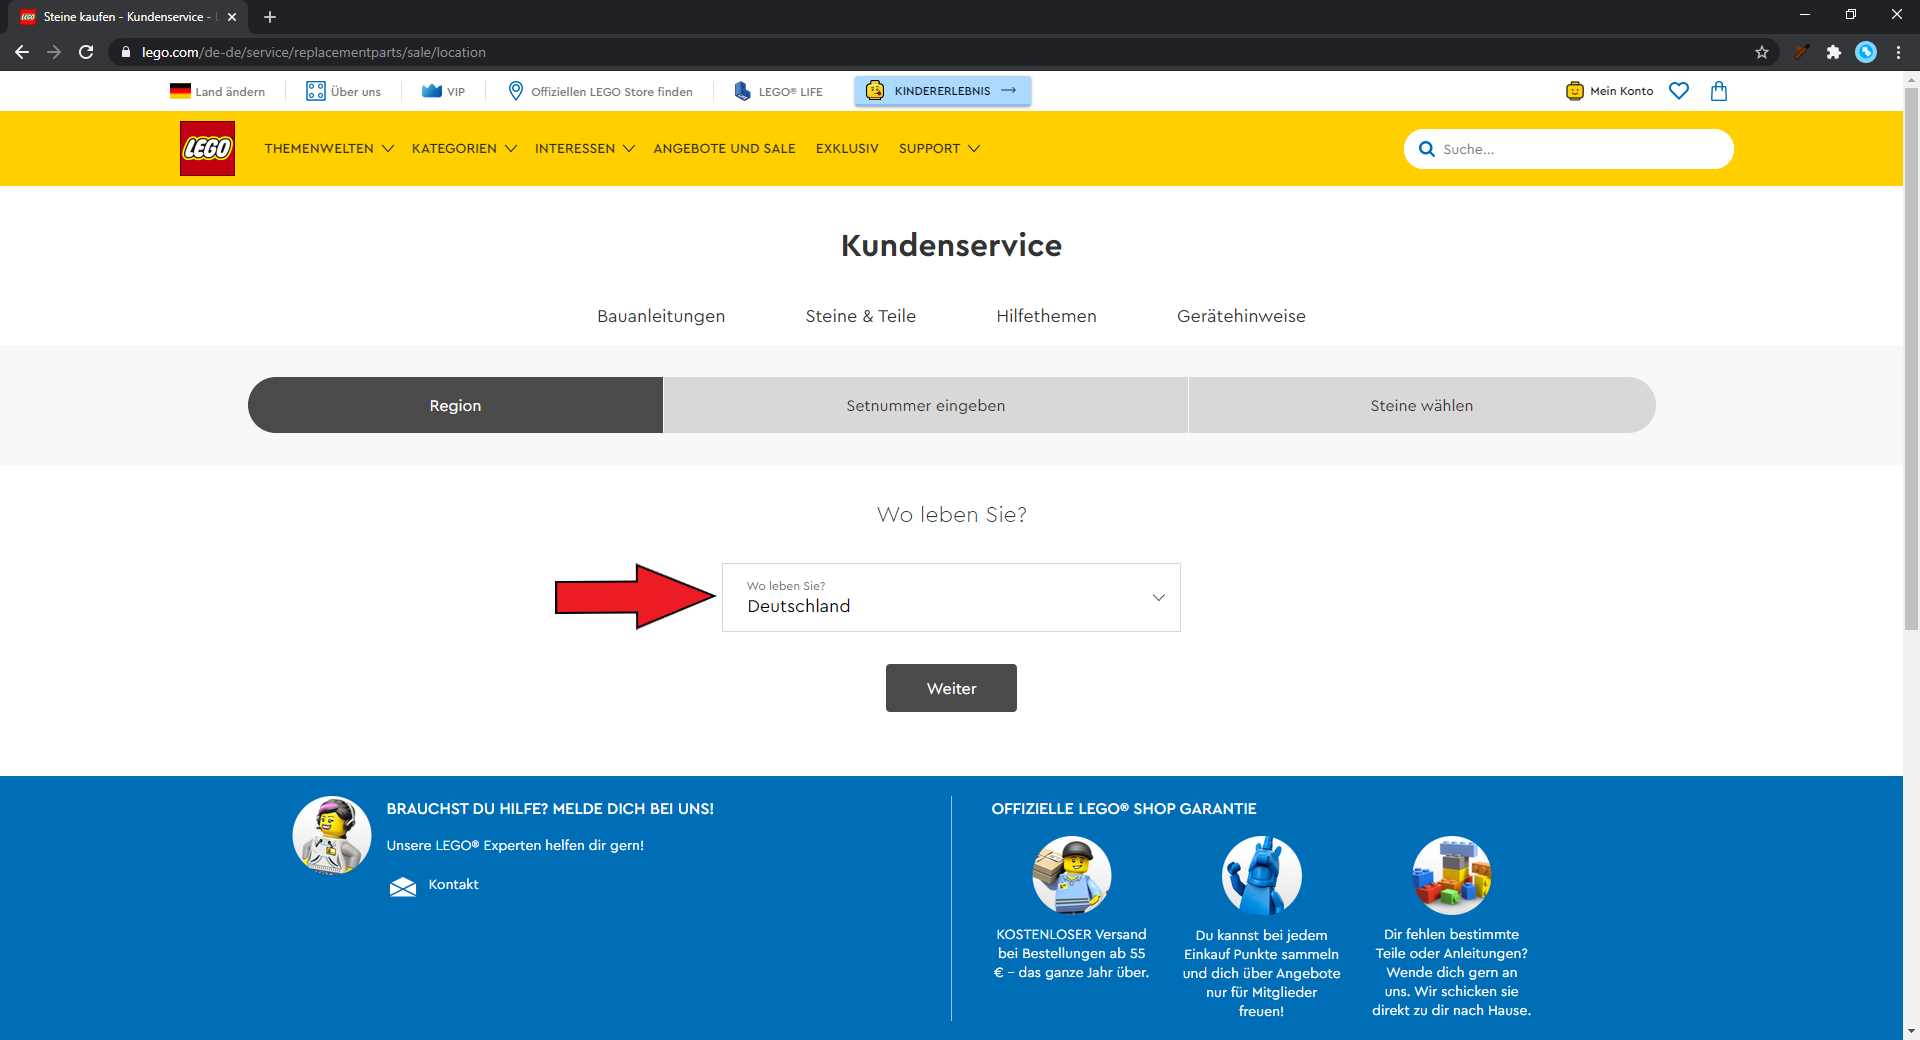 Steine kaufen - Kundenservice -
lego.com/de-de/service/replacementparts/sale/location
Land ändern
Über uns
VIP
Offiziellen LEGO Store finden
LEGO® LIFE
KINDERERLEBNIS
Mein Konto
LEGO
THEMENWELTEN
KATEGORIEN
INTERESSEN
ANGEBOTE UND SALE
EXKLUSIV
SUPPORT
Suche...
Kundenservice
Bauanleitungen
Steine & Teile
Hilfethemen
Gerätehinweise
Region
Setnummer eingeben
Steine wählen
Wo leben Sie?
Wo leben Sie?
Deutschland
Weiter
BRAUCHST DU HILFE? MELDE DICH BEI UNS!
Unsere LEGO® Experten helfen dir gern!
Kontakt
OFFIZIELLE LEGO® SHOP GARANTIE
KOSTENLOSER Versand
bei Bestellungen ab 55
€ – das ganze Jahr über.
Du kannst bei jedem
Einkauf Punkte sammeln
und dich über Angebote
nur für Mitglieder
freuen!
Dir fehlen bestimmte
Teile oder Anleitungen?
Wende dich gern an
uns. Wir schicken sie
direkt zu dir nach Hause.